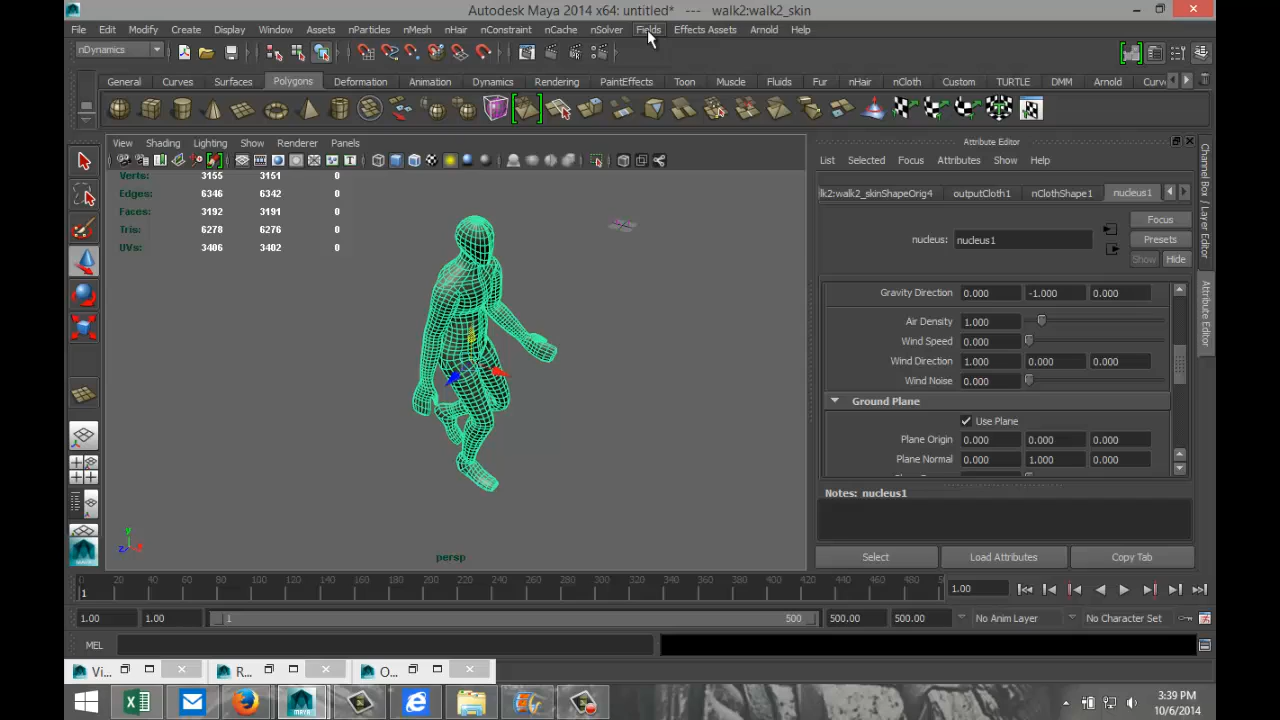 Autodesk Maya 2014 x64: untitled* --- walk2:walk2_skin
File Edit Modify Create Display Window Assets nParticles nMesh nHair nConstraint nCache nSolver Fields Effects Assets Arnold Help
nDynamics
General Curves Surfaces Polygons Deformation Animation Dynamics Rendering PaintEffects Toon Muscle Fluids Fur nHair nCloth Custom TURTLE DMM Arnold Curv
View Shading Lighting Show Renderer Panels
Verts: 3155 3151 0
Edges: 6346 6342 0
Faces: 3192 3191 0
Tris: 6278 6276 0
UVs: 3406 3402 0
persp
Attribute Editor
List Selected Focus Attributes Show Help
lk2:walk2_skinShapeOrig4 outputCloth1 nClothShape1 nucleus1
nucleus: nucleus1
Focus
Presets
Show Hide
Gravity Direction 0.000 -1.000 0.000
Air Density 1.000
Wind Speed 0.000
Wind Direction 1.000 0.000 0.000
Wind Noise 0.000
Ground Plane
Use Plane
Plane Origin 0.000 0.000 0.000
Plane Normal 0.000 1.000 0.000
Notes: nucleus1
Select Load Attributes Copy Tab
Channel Box / Layer Editor
Attribute Editor
0 20 40 60 80 100 120 140 160 180 200 220 240 260 280 300 320 340 360 380 400 420 440 460 480 50
1
1.00
1.00 1.00 1 500 500.00 500.00 No Anim Layer No Character Set
MEL
Vi... R... O...
3:39 PM
10/6/2014